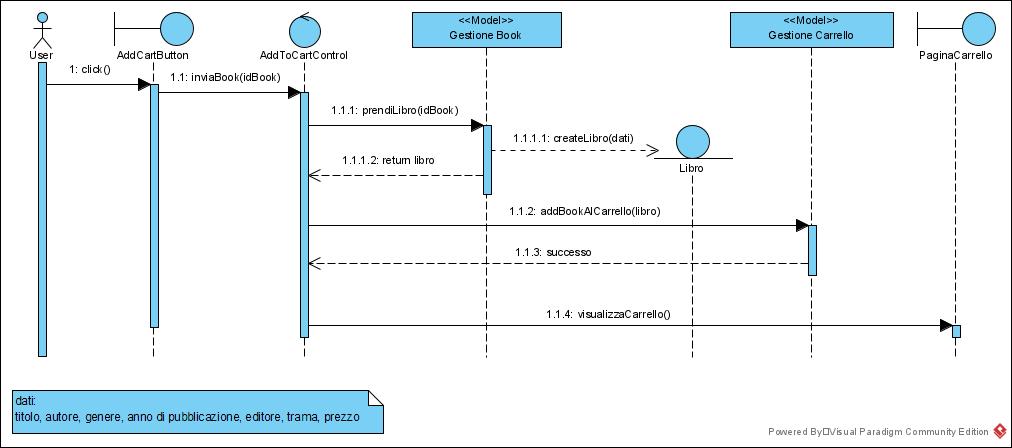 <<Model>>
Gestione Book
<<Model>>
Gestione Carrello
User
AddCartButton
AddToCartControl
PaginaCarrello
1: click()
1.1: inviaBook(idBook)
1.1.1: prendiLibro(idBook)
1.1.1.1: createLibro(dati)
1.1.1.2: return libro
Libro
1.1.2: addBookAlCarrello(libro)
1.1.3: successo
1.1.4: visualizzaCarrello()
dati:
titolo, autore, genere, anno di pubblicazione, editore, trama, prezzo
Powered By Visual Paradigm Community Edition